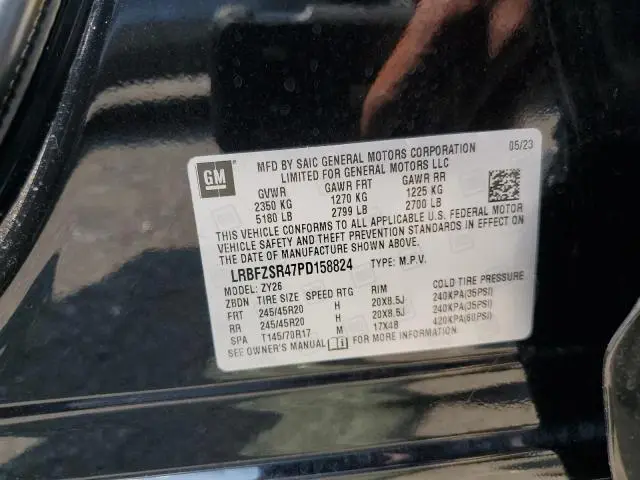 GM
MFD BY SAIC GENERAL MOTORS CORPORATION 05/23
LIMITED FOR GENERAL MOTORS LLC
GVWR GAWR FRT GAWR RR
2350 KG 1270 KG 1225 KG
5180 LB 2799 LB 2700 LB
THIS VEHICLE CONFORMS TO ALL APPLICABLE U.S. FEDERAL MOTOR
VEHICLE SAFETY AND THEFT PREVENTION STANDARDS IN EFFECT ON
THE DATE OF MANUFACTURE SHOWN ABOVE.
LRBFZSR47PD158824 TYPE: M.P.V.
MODEL: ZY26
ZBDN TIRE SIZE SPEED RTG RIM COLD TIRE PRESSURE
FRT 245/45R20 H 20X8.5J 240KPA(35PSI)
RR 245/45R20 H 20X8.5J 240KPA(35PSI)
SPA T145/70R17 M 17X4B 420KPA(60PSI)
SEE OWNER'S MANUAL FOR MORE INFORMATION